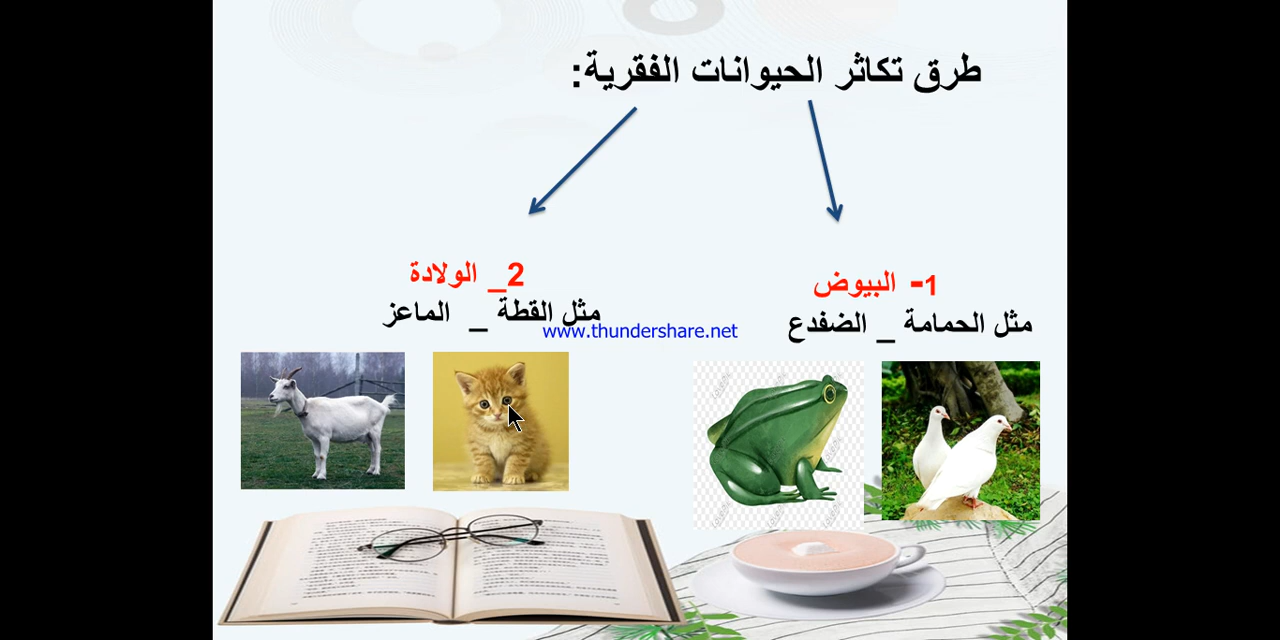 طرق تكاثر الحيوانات الفقرية:
1- البيوض
مثل الحمامة _ الضفدع
2_ الولادة
مثل القطة _ الماعز
www.thundershare.net